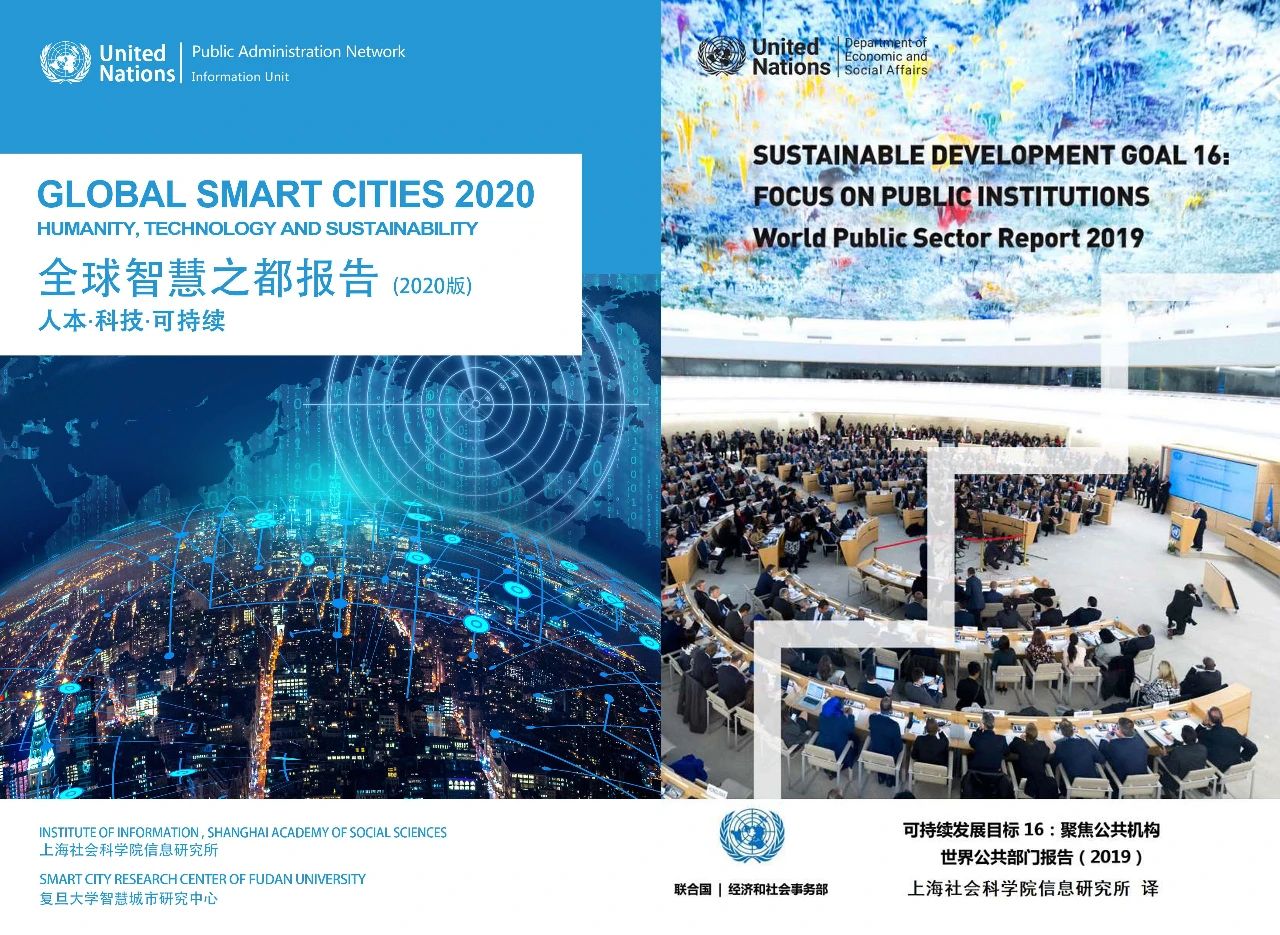 United
Nations
Public Administration Network
Information Unit
GLOBAL SMART CITIES 2020
HUMANITY, TECHNOLOGY AND SUSTAINABILITY
全球智慧之都报告 (2020版)
人本·科技·可持续
INSTITUTE OF INFORMATION , SHANGHAI ACADEMY OF SOCIAL SCIENCES
上海社会科学院信息研究所
SMART CITY RESEARCH CENTER OF FUDAN UNIVERSITY
复旦大学智慧城市研究中心
United
Nations
Department of
Economic and
Social Affairs
SUSTAINABLE DEVELOPMENT GOAL 16:
FOCUS ON PUBLIC INSTITUTIONS
World Public Sector Report 2019
联合国 | 经济和社会事务部
可持续发展目标 16：聚焦公共机构
世界公共部门报告（2019）
上海社会科学院信息研究所 译